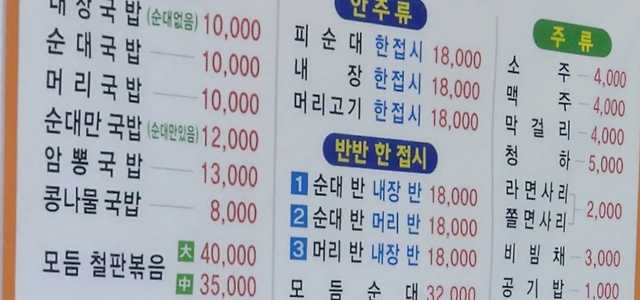 내장국밥(순대없음) 10,000
순대국밥 10,000
머리국밥 10,000
순대만 국밥(순대만있음) 12,000
암뽕국밥 13,000
콩나물국밥 8,000
모듬 철판볶음 大 40,000
中 35,000
안주류
피순대 한접시 18,000
내장 한접시 18,000
머리고기 한접시 18,000
반반 한 접시
1 순대 반 내장 반 18,000
2 순대 반 머리 반 18,000
3 머리 반 내장 반 18,000
모듬순대 32,000
주류
소주 4,000
맥주 4,000
막걸리 4,000
청하 5,000
라면사리
쫄면사리 2,000
비빔채 3,000
공기밥 1,000